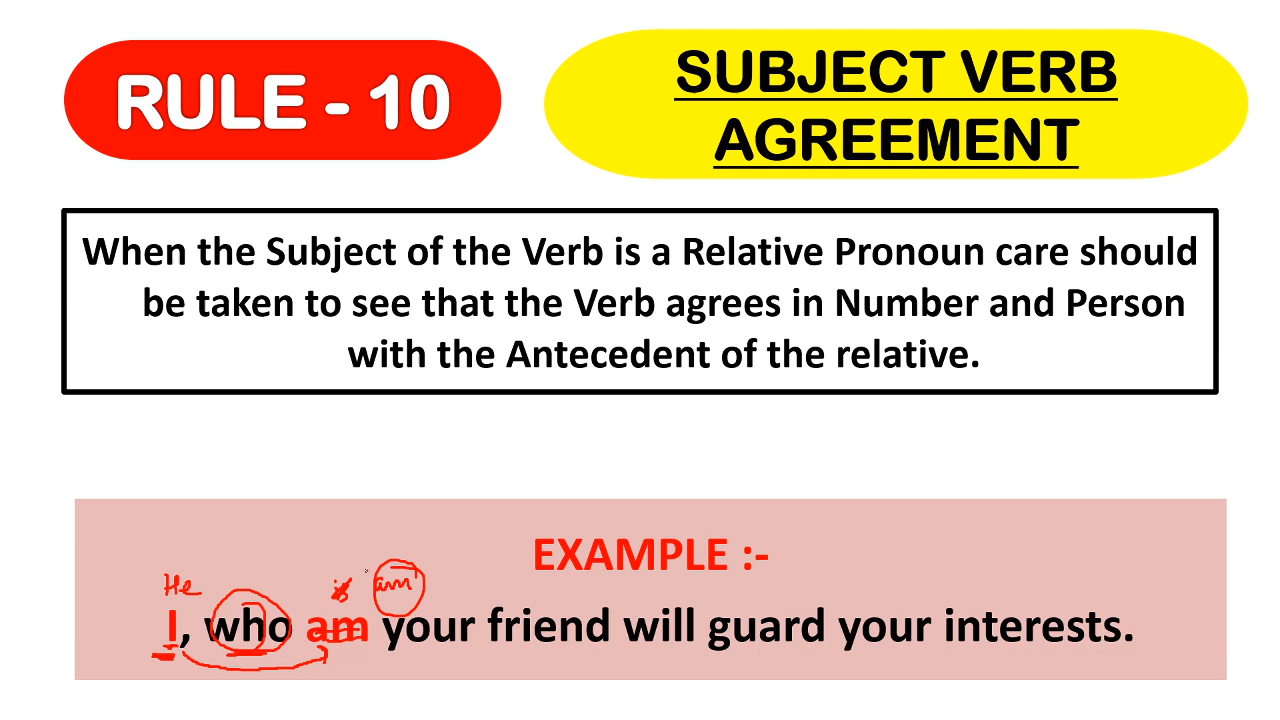 RULE - 10
SUBJECT VERB
AGREEMENT
When the Subject of the Verb is a Relative Pronoun care should
be taken to see that the Verb agrees in Number and Person
with the Antecedent of the relative.
EXAMPLE :-
He is am
I, who am your friend will guard your interests.